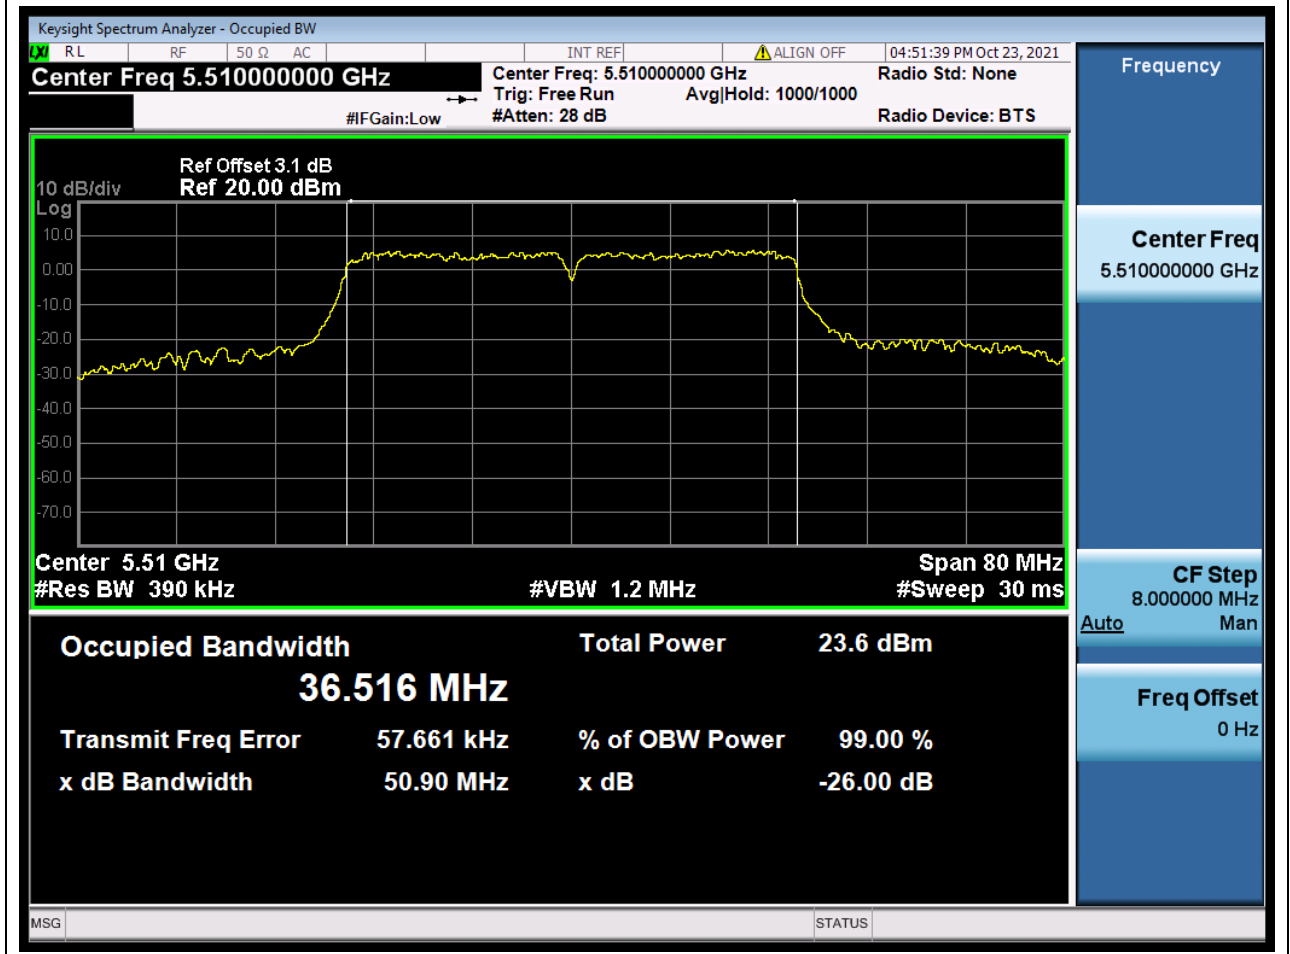 Keysight Spectrum Analyzer - Occupied BW
LXI RL RF 50 Ω AC INT REF ALIGN OFF 04:51:39 PM Oct 23, 2021
Center Freq 5.510000000 GHz
Center Freq: 5.510000000 GHz
Radio Std: None
Trig: Free Run Avg|Hold: 1000/1000
#IFGain:Low
#Atten: 28 dB
Radio Device: BTS
Frequency
Ref Offset 3.1 dB
10 dB/div Ref 20.00 dBm
Log
10.0
0.00
-10.0
-20.0
-30.0
-40.0
-50.0
-60.0
-70.0
Center 5.51 GHz Span 80 MHz
#Res BW 390 kHz #VBW 1.2 MHz #Sweep 30 ms
Occupied Bandwidth Total Power 23.6 dBm
36.516 MHz
Transmit Freq Error 57.661 kHz % of OBW Power 99.00 %
x dB Bandwidth 50.90 MHz x dB -26.00 dB
Center Freq
5.510000000 GHz
CF Step
8.000000 MHz
Auto Man
Freq Offset
0 Hz
MSG STATUS